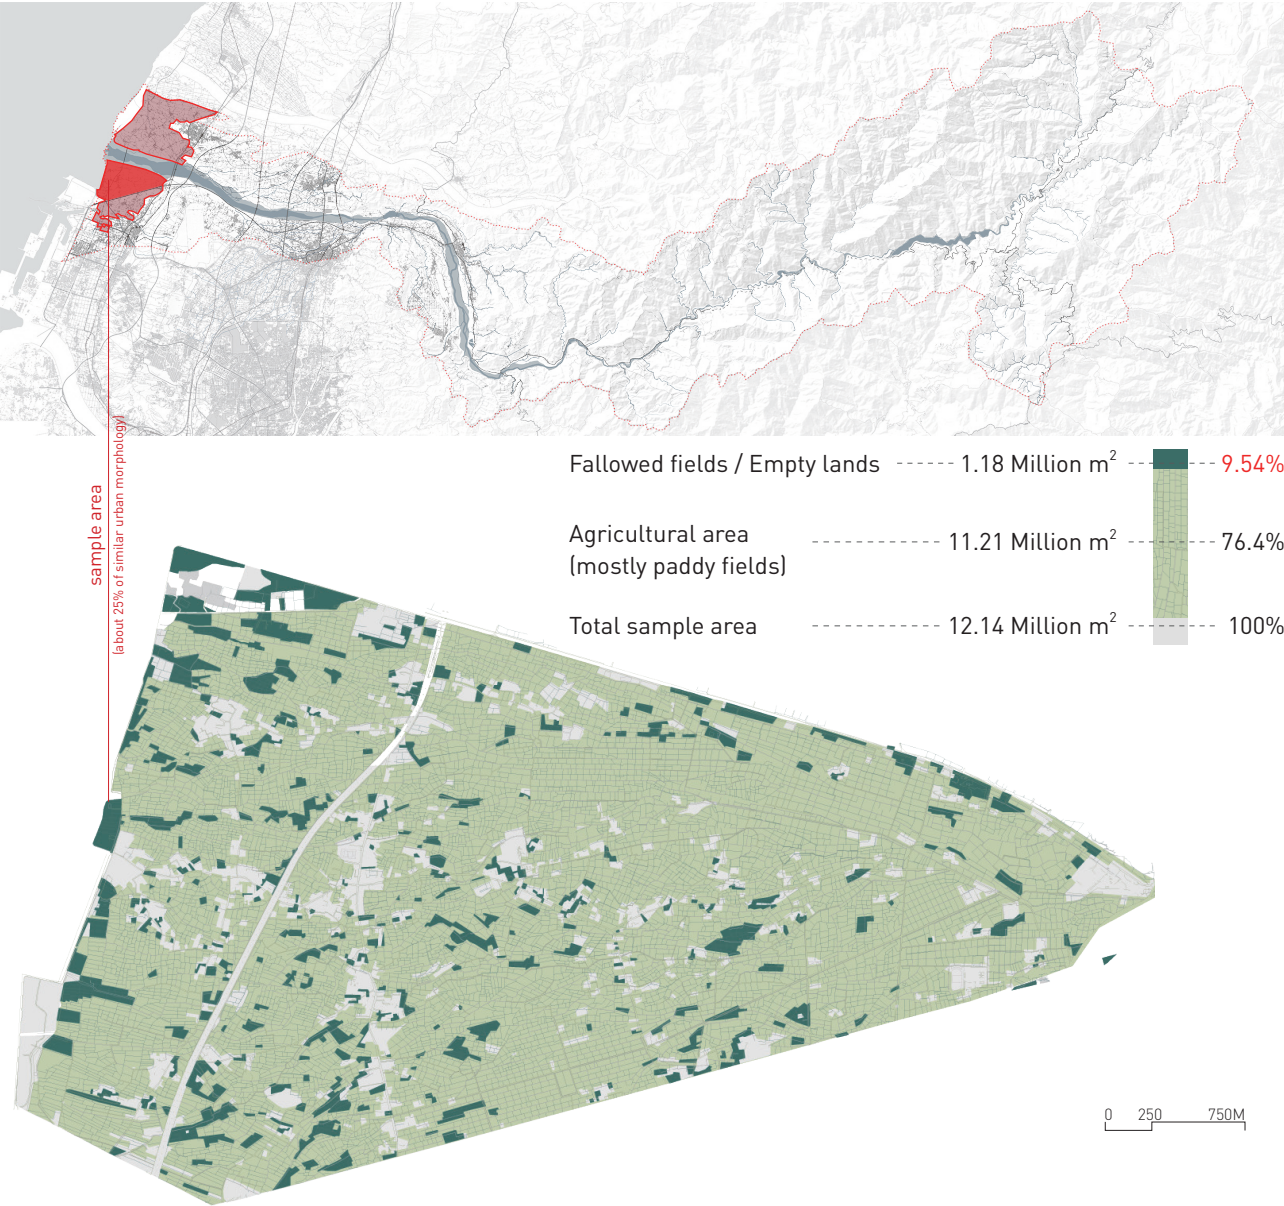 sample area
(about 25% of similar urban morphology)
Fallowed fields / Empty lands 1.18 Million m² 9.54%
Agricultural area
(mostly paddy fields) 11.21 Million m² 76.4%
Total sample area 12.14 Million m² 100%
0 250 750M